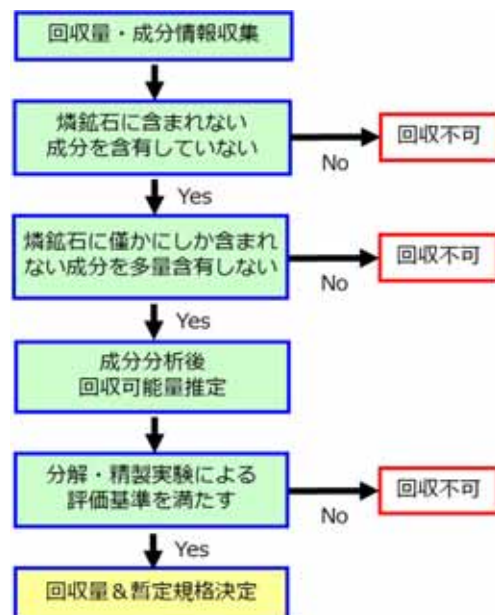 回収量・成分情報収集
燐鉱石に含まれない
成分を含有していない
No
回収不可
Yes
燐鉱石に僅かにしか含まれ
ない成分を多量含有しない
No
回収不可
Yes
成分分析後
回収可能量推定
分解・精製実験による
評価基準を満たす
No
回収不可
Yes
回収量&暫定規格決定